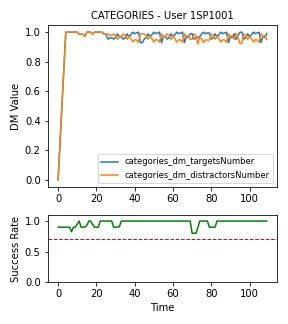 CATEGORIES - User 1SP1001
1.0
0.8
0.6
0.4
0.2
0.0
DM Value
categories_dm_targetsNumber
categories_dm_distractorsNumber
0 20 40 60 80 100
Time
1.0
0.5
0.0
Success Rate
0 20 40 60 80 100
Time